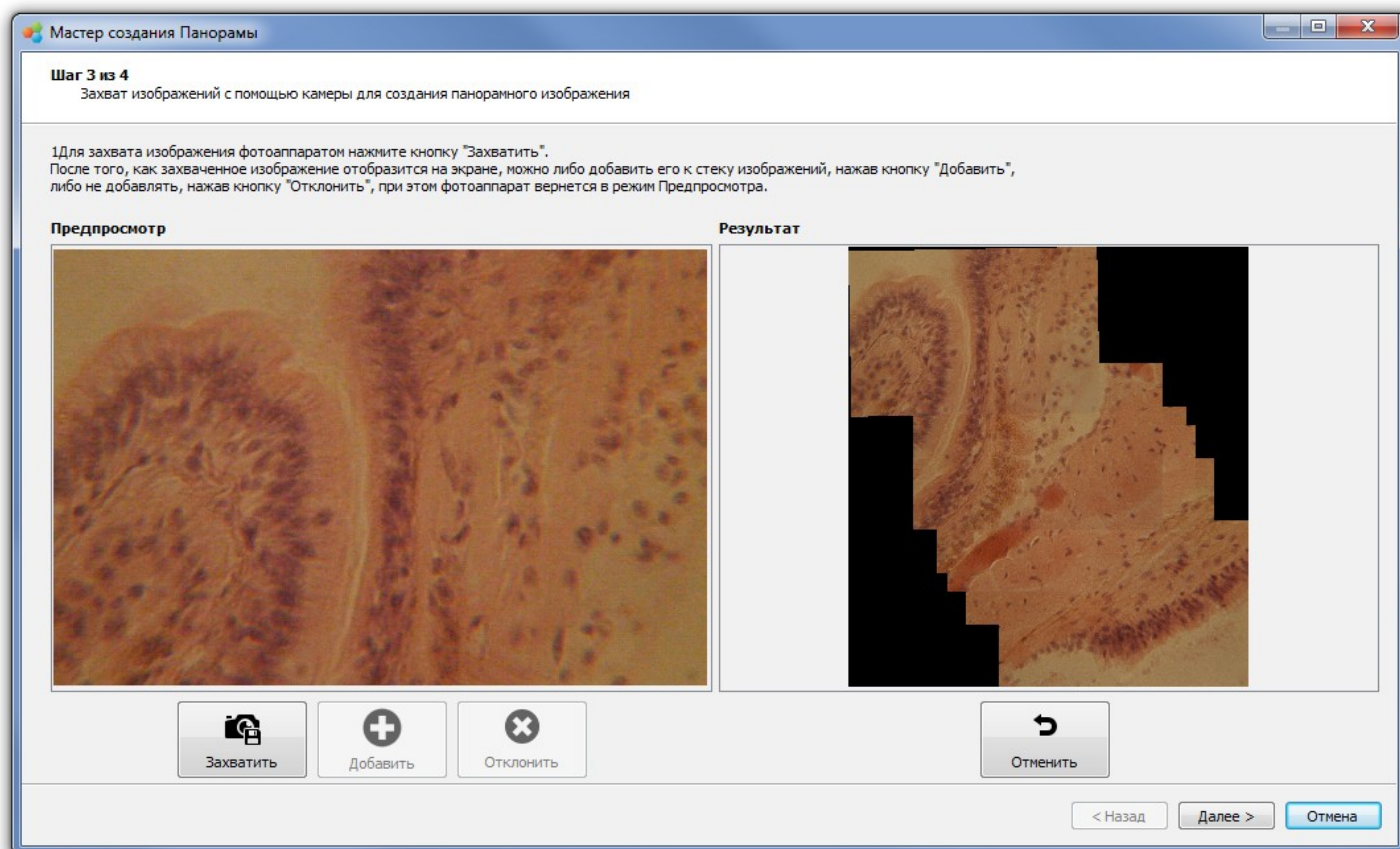 Мастер создания Панорамы
Шаг 3 из 4
Захват изображений с помощью камеры для создания панорамного изображения
1Для захвата изображения фотоаппаратом нажмите кнопку "Захватить".
После того, как захваченное изображение отобразится на экране, можно либо добавить его к стеку изображений, нажав кнопку "Добавить",
либо не добавлять, нажав кнопку "Отклонить", при этом фотоаппарат вернется в режим Предпросмотра.
Предпросмотр
Результат
Захватить
Добавить
Отклонить
Отменить
< Назад
Далее >
Отмена